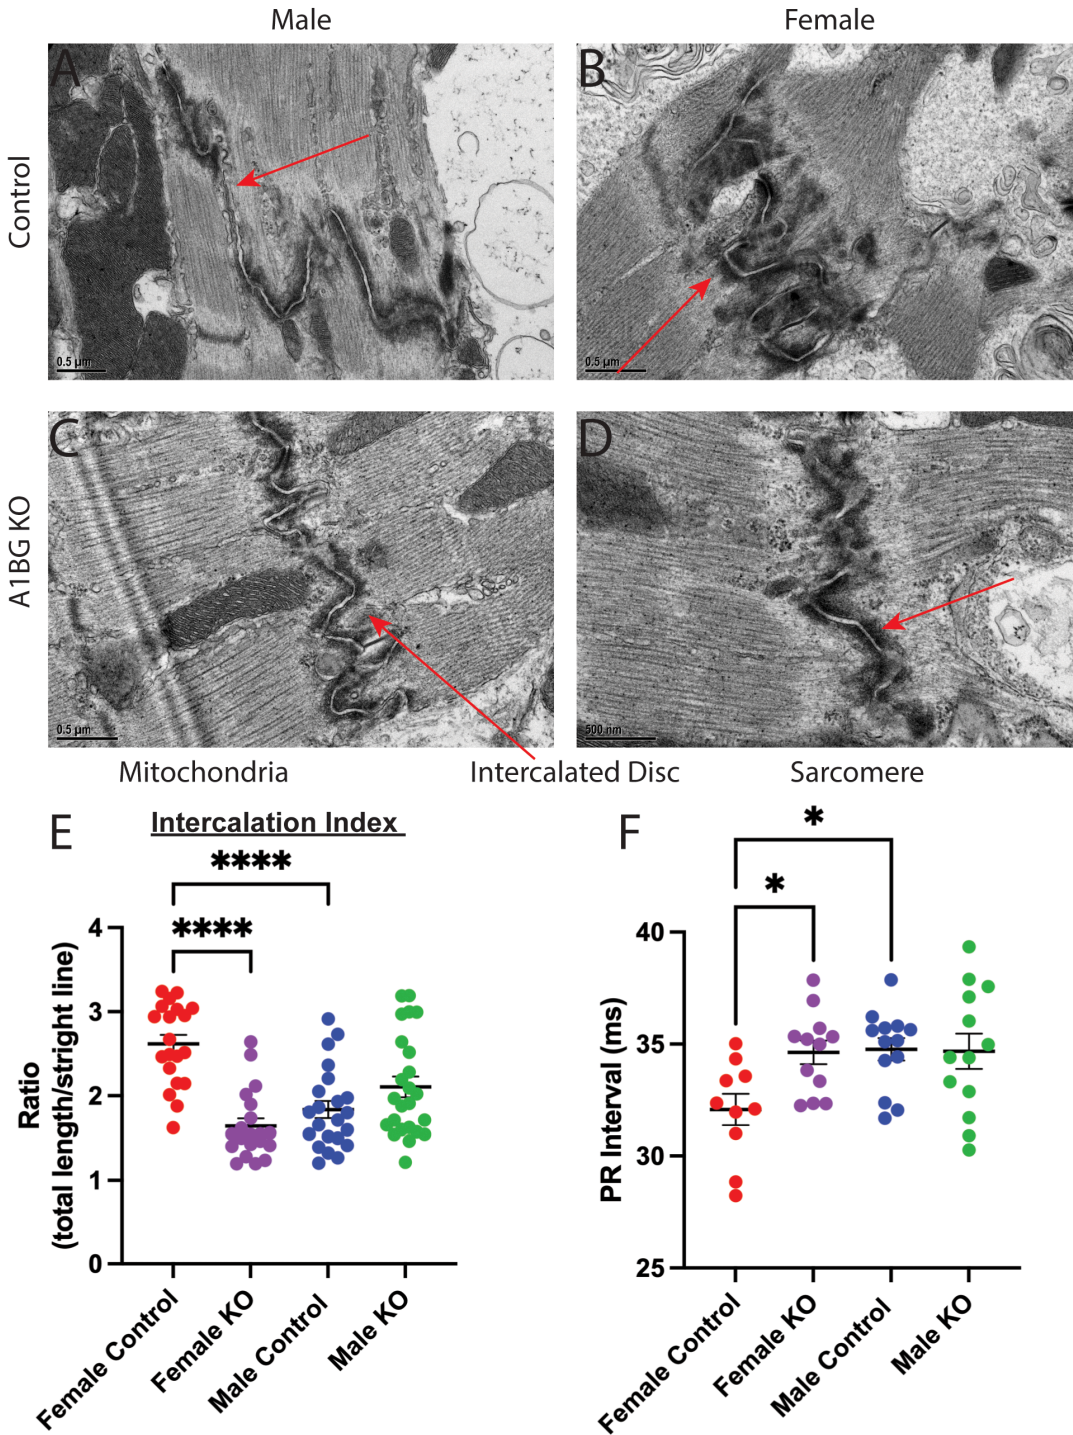 Male
Female
Control
A
B
0.5 µm
0.5 µm
A1BG KO
C
D
0.5 µm
500 nm
Mitochondria
Intercalated Disc
Sarcomere
E
Intercalation Index
****
****
Ratio
(total length/stright line)
4
3
2
1
0
Female Control
Female KO
Male Control
Male KO
F
*
*
PR Interval (ms)
40
35
30
25
Female Control
Female KO
Male Control
Male KO